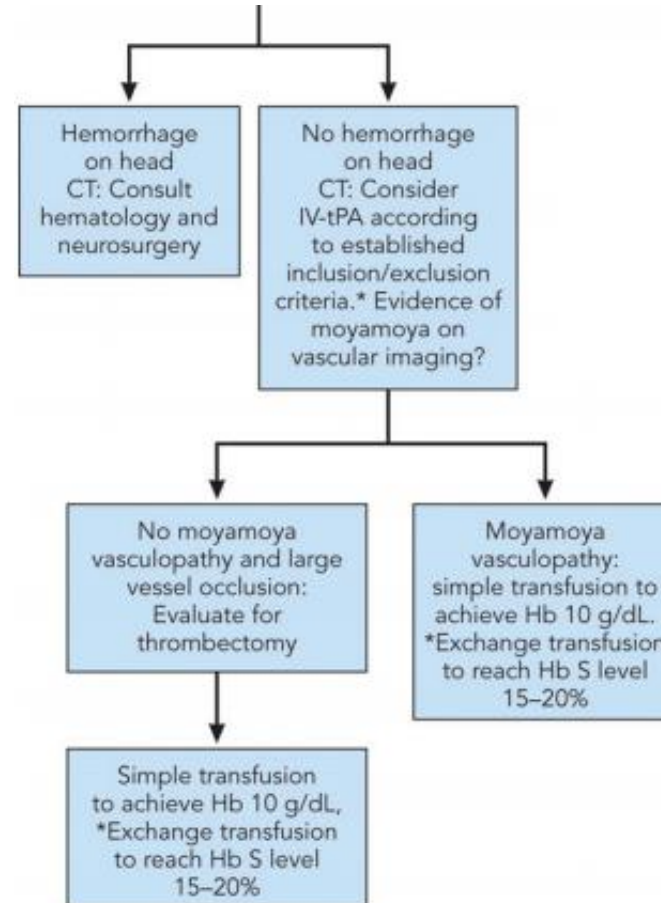 Hemorrhage
on head
CT: Consult
hematology and
neurosurgery
No hemorrhage
on head
CT: Consider
IV-tPA according
to established
inclusion/exclusion
criteria.* Evidence of
moyamoya on
vascular imaging?
No moyamoya
vasculopathy and large
vessel occlusion:
Evaluate for
thrombectomy
Moyamoya
vasculopathy:
simple transfusion to
achieve Hb 10 g/dL.
*Exchange transfusion
to reach Hb S level
15–20%
Simple transfusion
to achieve Hb 10 g/dL,
*Exchange transfusion
to reach Hb S level
15–20%